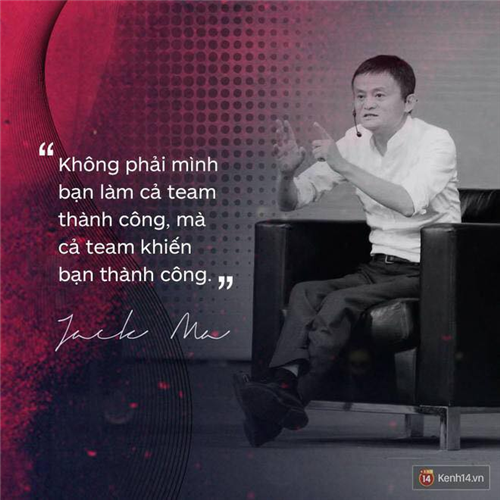 “Không phải mình
bạn làm cả team
thành công, mà
cả team khiến
bạn thành công.”
Jack Ma
14 Kenh14.vn